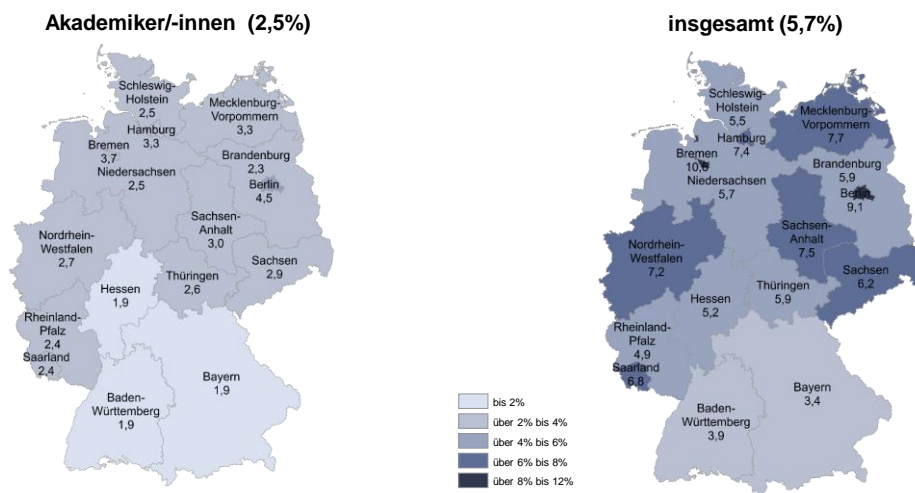 Akademiker/-innen (2,5%)
Schleswig-
Holstein
2,5
Mecklenburg-
Vorpommern
3,3
Hamburg
3,3
Bremen
3,7
Niedersachsen
2,5
Brandenburg
2,3
Berlin
4,5
Sachsen-
Anhalt
3,0
Nordrhein-
Westfalen
2,7
Sachsen
2,9
Thüringen
2,6
Hessen
1,9
Rheinland-
Pfalz
2,4
Saarland
2,4
Bayern
1,9
Baden-
Württemberg
1,9
insgesamt (5,7%)
Schleswig-
Holstein
5,5
Mecklenburg-
Vorpommern
7,7
Hamburg
7,4
Bremen
Niedersachsen
5,7
Brandenburg
5,9
Berlin
9,1
Sachsen-
Anhalt
7,5
Nordrhein-
Westfalen
7,2
Sachsen
6,2
Thüringen
5,9
Hessen
5,2
Rheinland-
Pfalz
4,9
Saarland
6,8
Bayern
3,4
Baden-
Württemberg
3,9
bis 2%
über 2% bis 4%
über 4% bis 6%
über 6% bis 8%
über 8% bis 12%